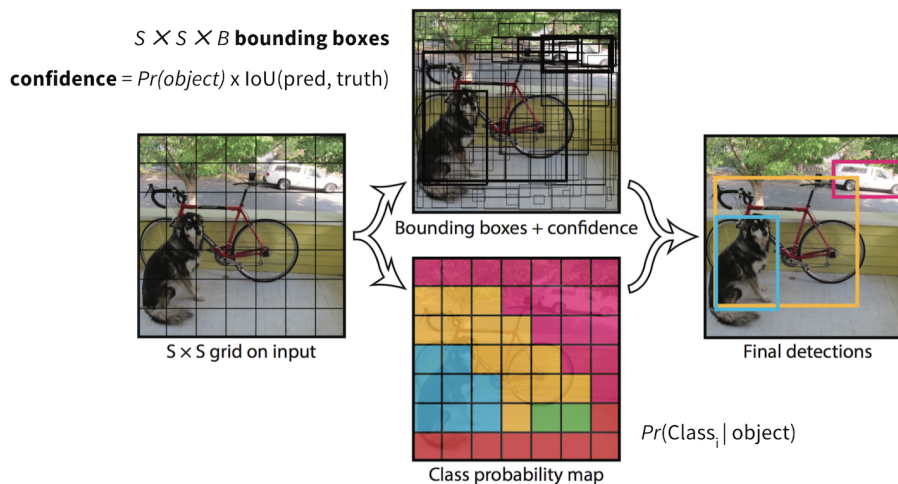 S × S × B bounding boxes
confidence = Pr(object) x IoU(pred, truth)
S × S grid on input
Bounding boxes + confidence
Class probability map
Pr(Classi | object)
Final detections